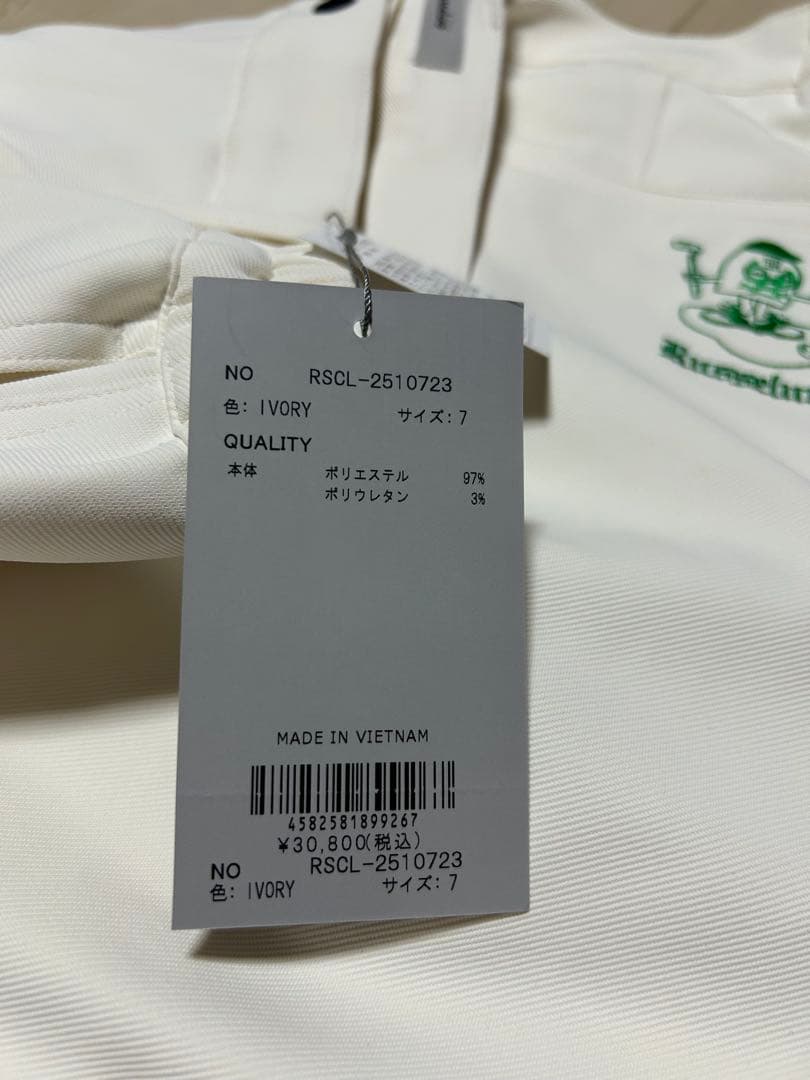 NO RSCL-2510723
色: IVORY サイズ: 7
QUALITY
本体 ポリエステル 97%
ポリウレタン 3%
MADE IN VIETNAM
4582581899267
¥30,800(税込)
NO RSCL-2510723
色: IVORY サイズ: 7